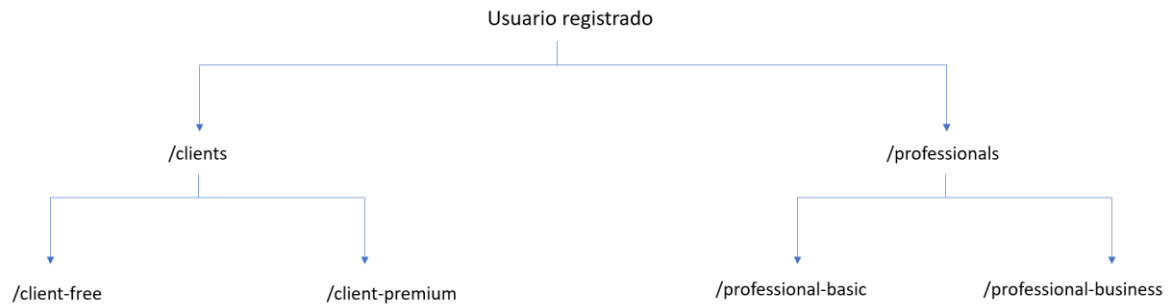 Usuario registrado
/clients
/professionals
/client-free
/client-premium
/professional-basic
/professional-business